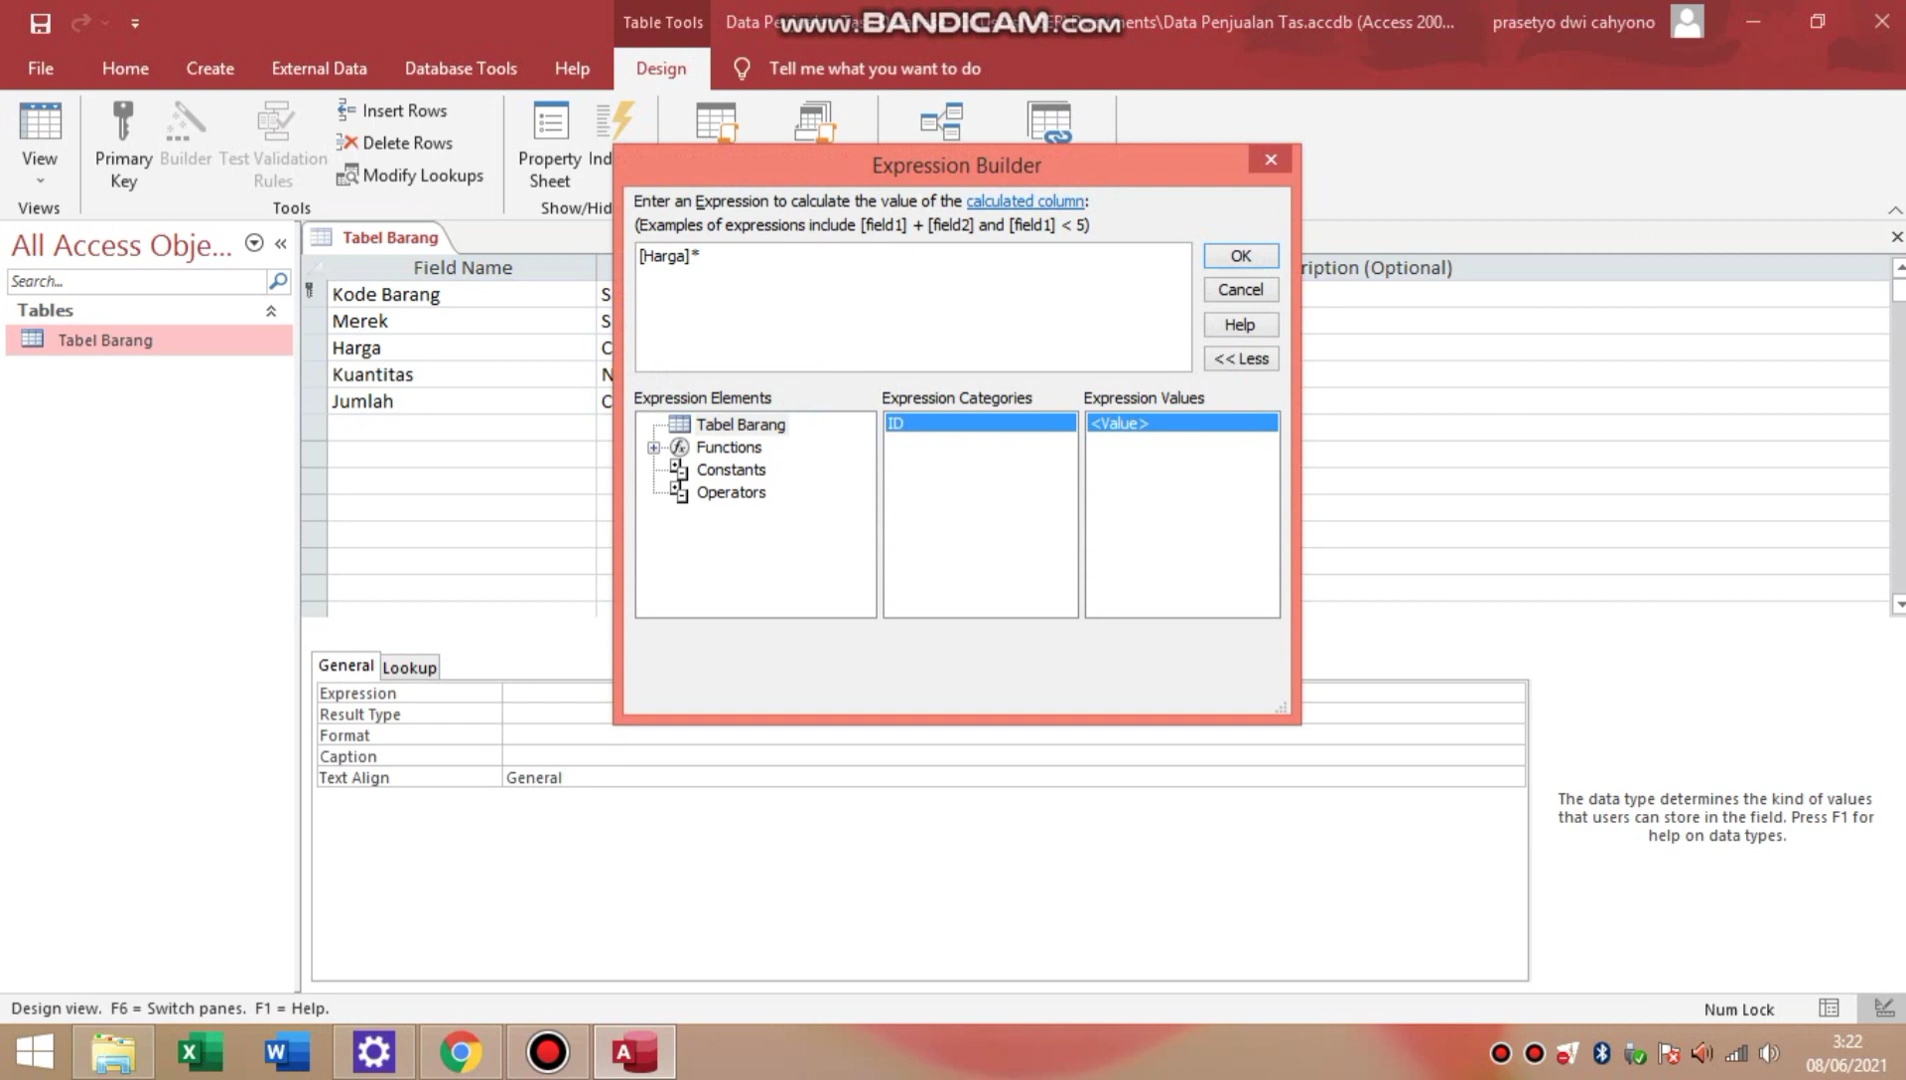 Table Tools
Data Pe
www.BANDICAM.com
ents\Data Penjualan Tas.accdb (Access 200...
prasetyo dwi cahyono
File
Home
Create
External Data
Database Tools
Help
Design
Tell me what you want to do
View
Primary
Key
Builder
Test Validation
Rules
Insert Rows
Delete Rows
Modify Lookups
Property
Sheet
Ind
Views
Tools
Show/Hid
Expression Builder
Enter an Expression to calculate the value of the calculated column:
(Examples of expressions include [field1] + [field2] and [field1] < 5)
[Harga]*
OK
Cancel
Help
<< Less
Expression Elements
Expression Categories
Expression Values
Tabel Barang
Functions
Constants
Operators
ID
<Value>
All Access Obje...
Search...
Tables
Tabel Barang
Tabel Barang
Field Name
ription (Optional)
Kode Barang
S
Merek
S
Harga
C
Kuantitas
N
Jumlah
C
General
Lookup
Expression
Result Type
Format
Caption
Text Align
General
The data type determines the kind of values
that users can store in the field. Press F1 for
help on data types.
Design view. F6 = Switch panes. F1 = Help.
Num Lock
3:22
08/06/2021